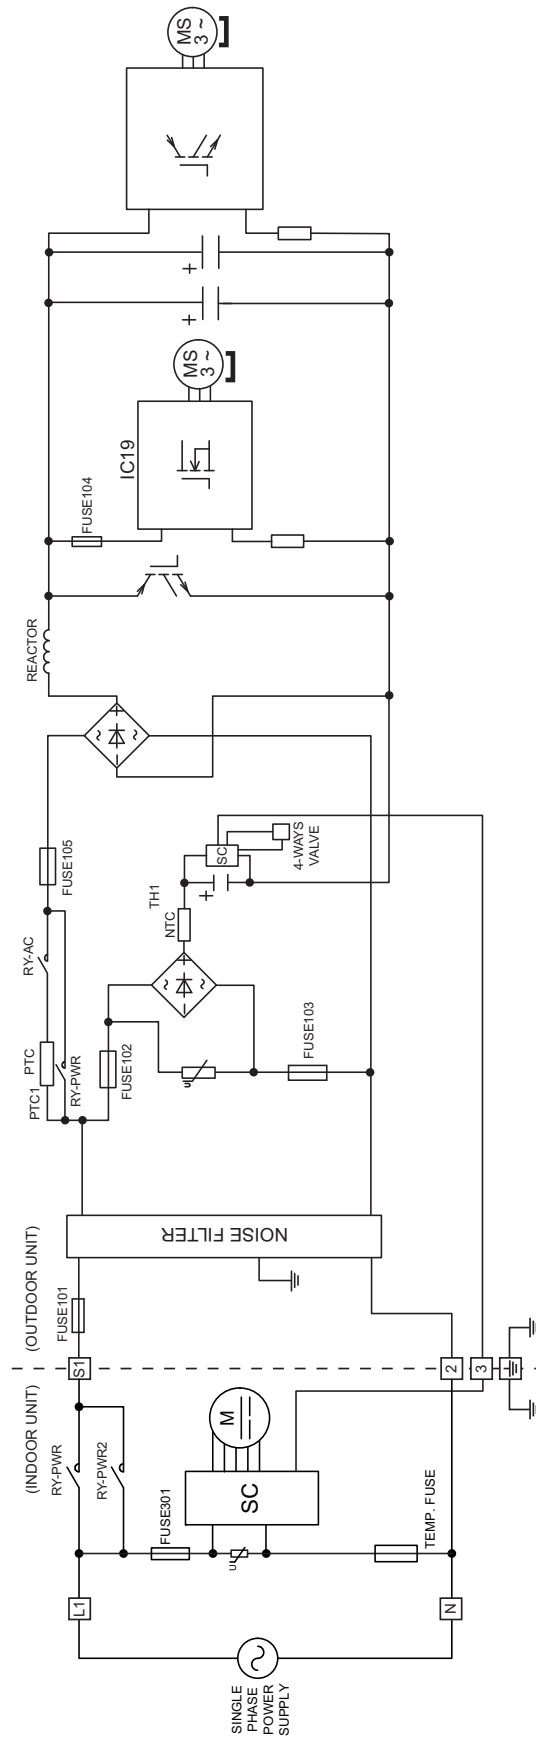 SINGLE
PHASE
POWER
SUPPLY
L1
N
(INDOOR UNIT)
RY-PWR
RY-PWR2
FUSE301
U
SC
M
TEMP. FUSE
S1
2
3
(OUTDOOR UNIT)
FUSE101
NOISE FILTER
PTC1
PTC
RY-AC
RY-PWR
FUSE105
FUSE102
U
FUSE103
~
+
~
TH1
NTC
+
SC
4-WAYS
VALVE
~
+
~
REACTOR
FUSE104
IC19
MS
3 ~
+
+
MS
3 ~